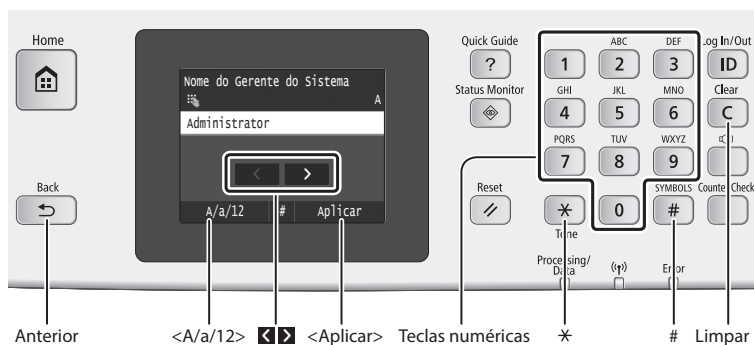 Home
Quick Guide
?
Log In/Out
ID
Status Monitor
Clear
C
1
ABC
2
DEF
3
GHI
4
JKL
5
MNO
6
PQRS
7
TUV
8
WXYZ
9
0
SYMBOLS
#
Tone
Reset
Counter Check
Nome do Gerente do Sistema
A
Administrator
< >
A/a/12 # Aplicar
Back
Processing/
Data
Error
Anterior <A/a/12> < > <Aplicar> Teclas numéricas # Limpar